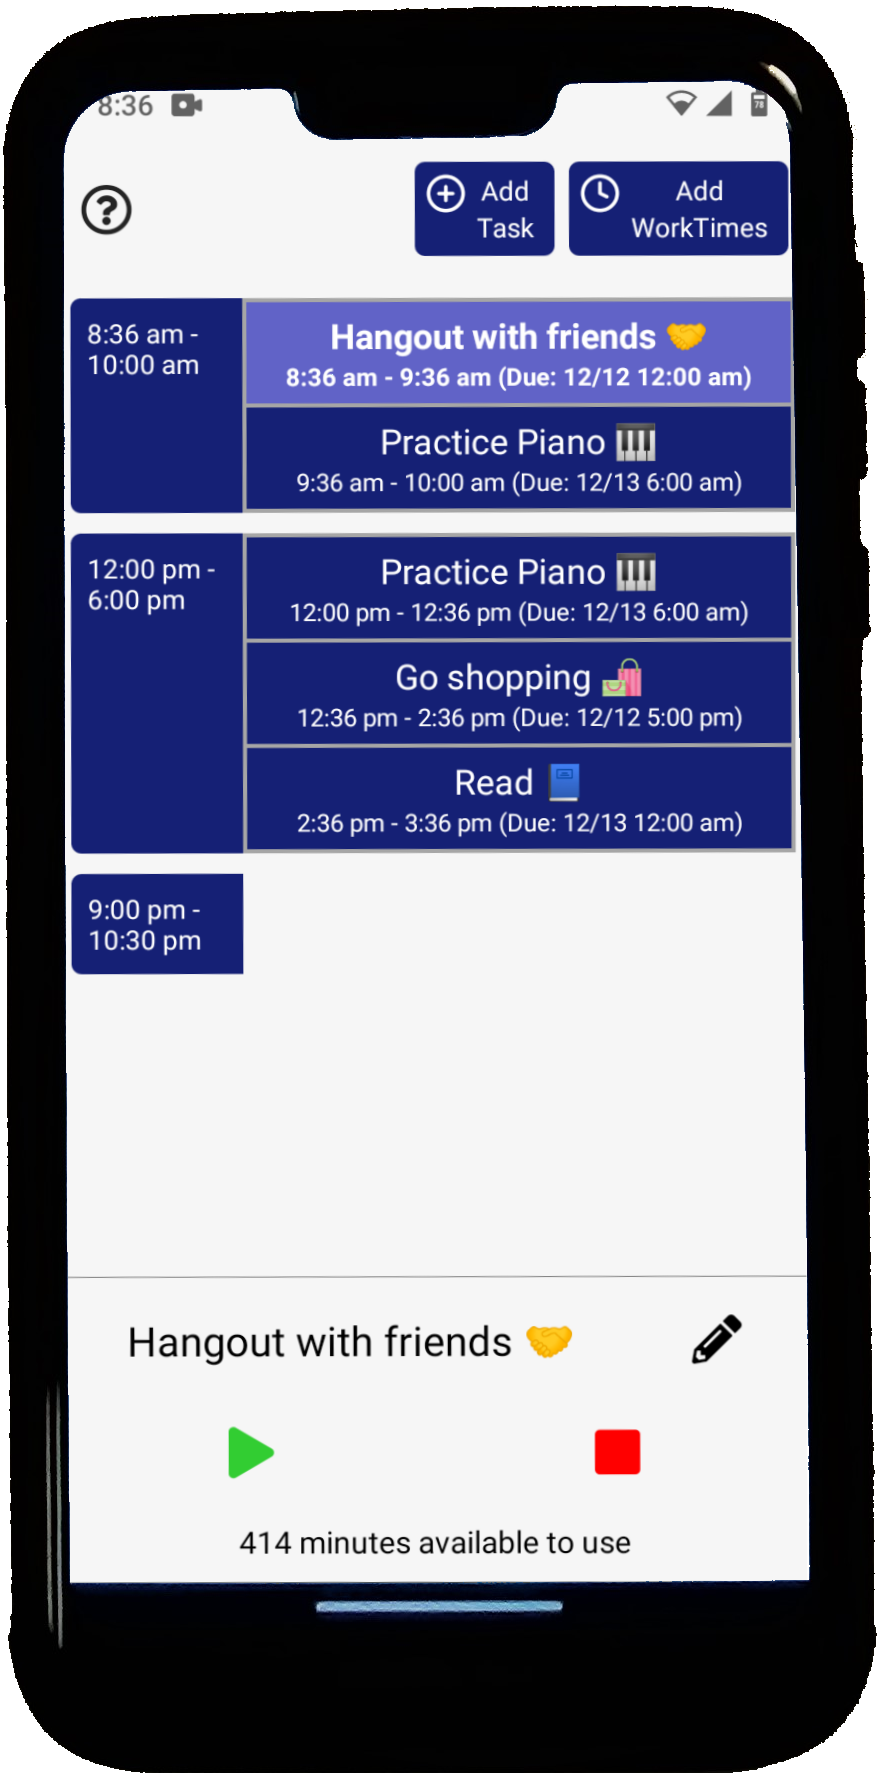 8:36
78
?
Add
Task
Add
WorkTimes
8:36 am -
10:00 am
Hangout with friends 🤝
8:36 am - 9:36 am (Due: 12/12 12:00 am)
Practice Piano 🎹
9:36 am - 10:00 am (Due: 12/13 6:00 am)
12:00 pm -
6:00 pm
Practice Piano 🎹
12:00 pm - 12:36 pm (Due: 12/13 6:00 am)
Go shopping 🛍️
12:36 pm - 2:36 pm (Due: 12/12 5:00 pm)
Read 📘
2:36 pm - 3:36 pm (Due: 12/13 12:00 am)
9:00 pm -
10:30 pm
Hangout with friends 🤝
414 minutes available to use